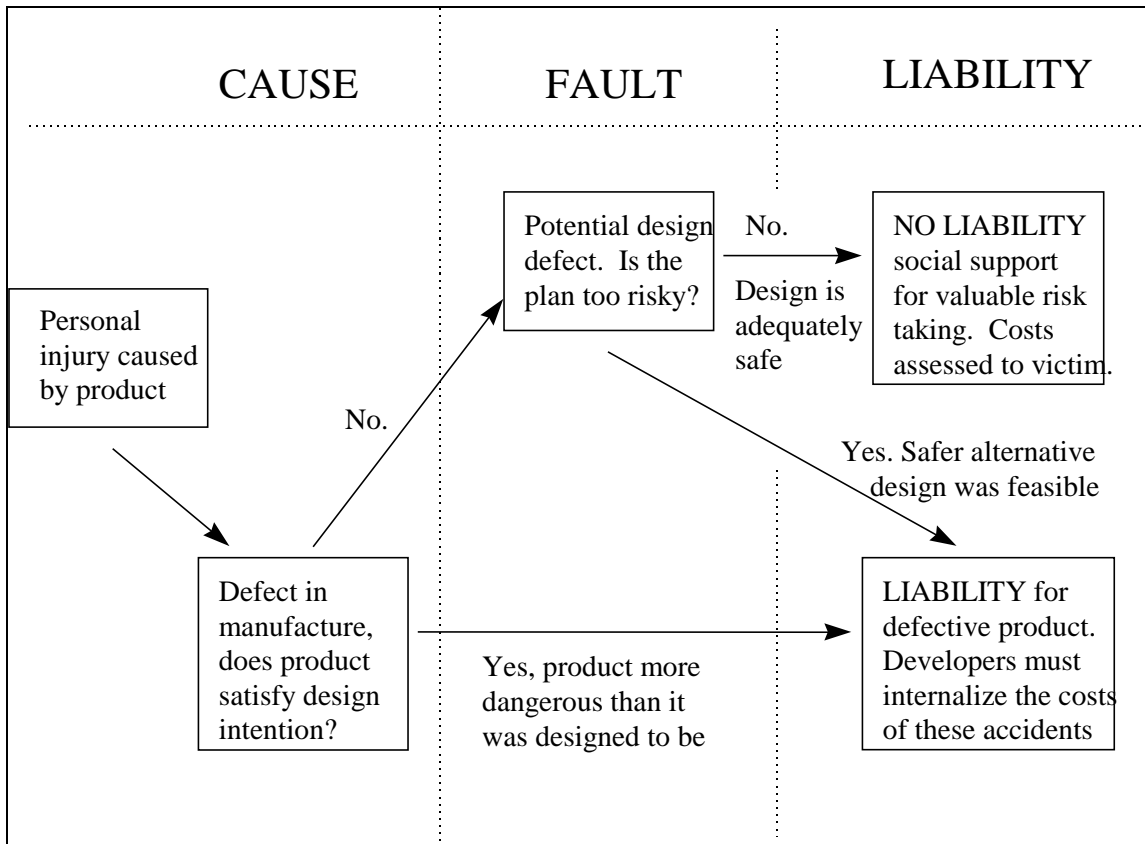 CAUSE
FAULT
LIABILITY
Personal
injury caused
by product
No.
Defect in
manufacture,
does product
satisfy design
intention?
Potential design
defect. Is the
plan too risky?
No.
Design is
adequately
safe
NO LIABILITY
social support
for valuable risk
taking. Costs
assessed to victim.
Yes. Safer alternative
design was feasible
Yes, product more
dangerous than it
was designed to be
LIABILITY for
defective product.
Developers must
internalize the costs
of these accidents